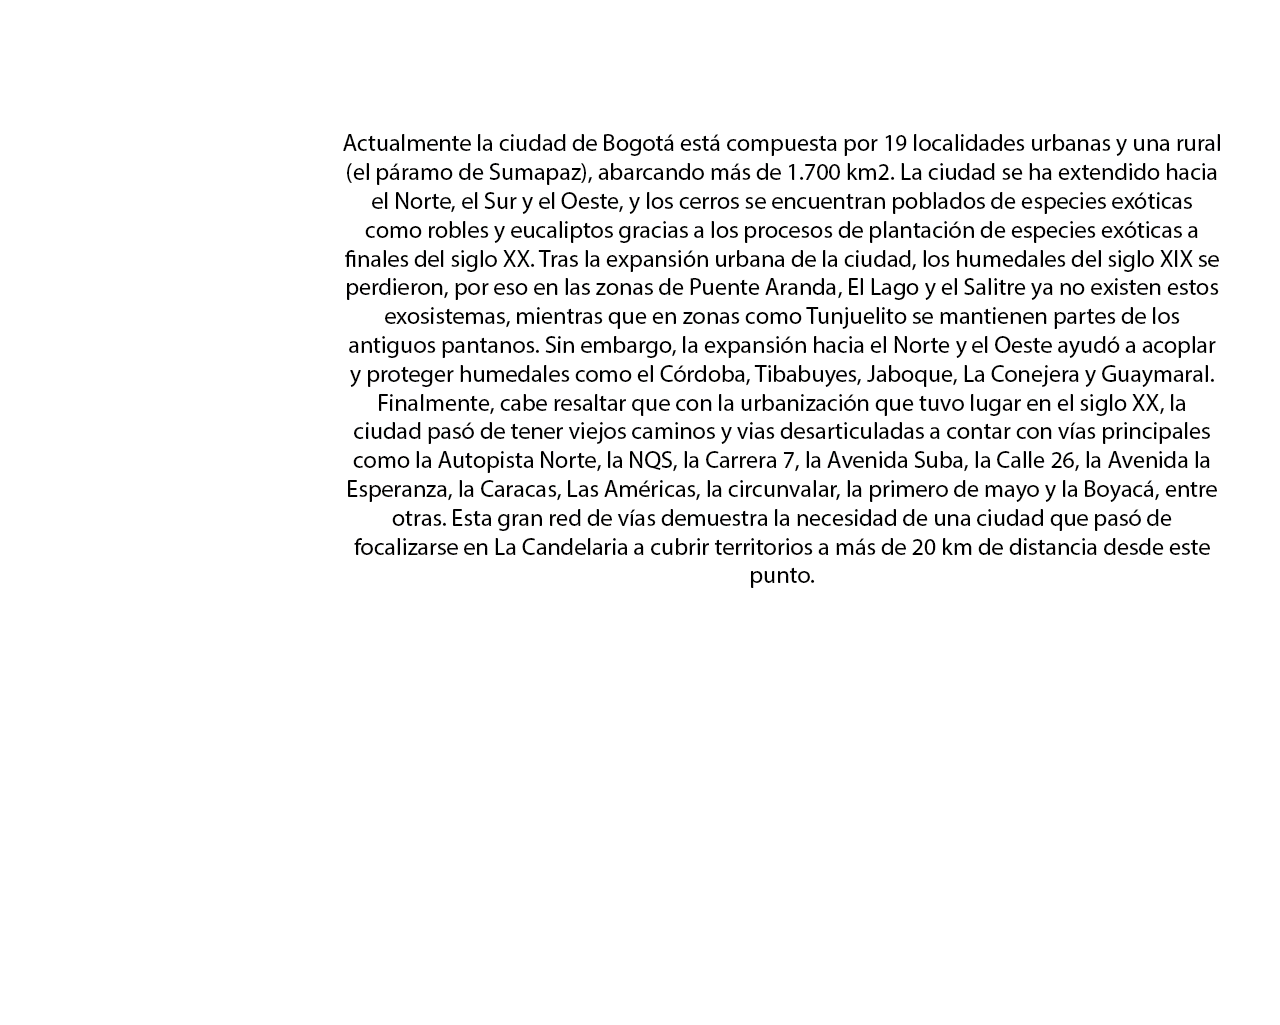 Actualmente la ciudad de Bogotá está compuesta por 19 localidades urbanas y una rural
(el páramo de Sumapaz), abarcando más de 1.700 km2. La ciudad se ha extendido hacia
el Norte, el Sur y el Oeste, y los cerros se encuentran poblados de especies exóticas
como robles y eucaliptos gracias a los procesos de plantación de especies exóticas a
finales del siglo XX. Tras la expansión urbana de la ciudad, los humedales del siglo XIX se
perdieron, por eso en las zonas de Puente Aranda, El Lago y el Salitre ya no existen estos
exosistemas, mientras que en zonas como Tunjuelito se mantienen partes de los
antiguos pantanos. Sin embargo, la expansión hacia el Norte y el Oeste ayudó a acoplar
y proteger humedales como el Córdoba, Tibabuyes, Jaboque, La Conejera y Guaymaral.
Finalmente, cabe resaltar que con la urbanización que tuvo lugar en el siglo XX, la
ciudad pasó de tener viejos caminos y vias desarticuladas a contar con vías principales
como la Autopista Norte, la NQS, la Carrera 7, la Avenida Suba, la Calle 26, la Avenida la
Esperanza, la Caracas, Las Américas, la circunvalar, la primero de mayo y la Boyacá, entre
otras. Esta gran red de vías demuestra la necesidad de una ciudad que pasó de
focalizarse en La Candelaria a cubrir territorios a más de 20 km de distancia desde este
punto.